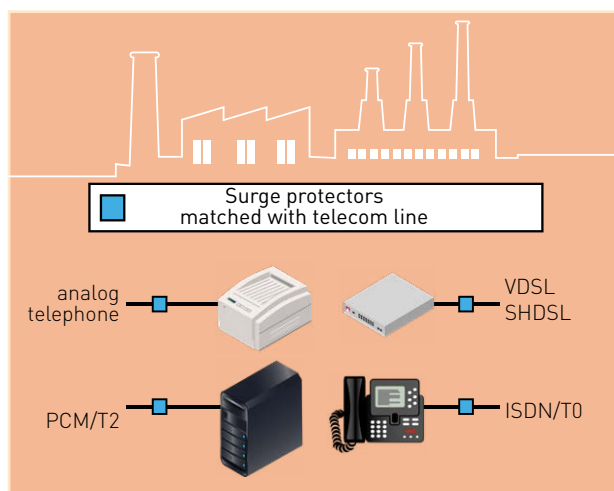 Surge protectors
matched with telecom line
analog
telephone
VDSL
SHDSL
PCM/T2
ISDN/T0